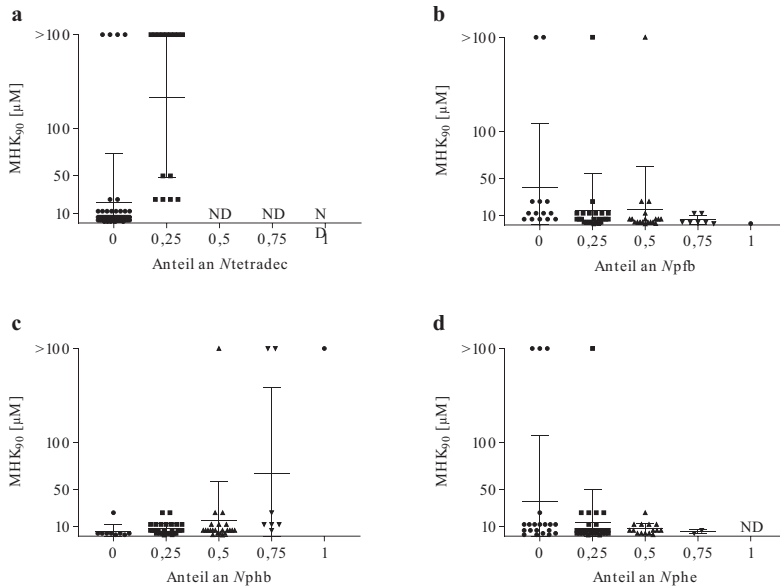 a
>100
100
50
10
MHK90 [µM]
ND
ND
N
D
0
0,25
0,5
0,75
1
Anteil an Ntetradec
b
>100
100
50
10
MHK90 [µM]
0
0,25
0,5
0,75
1
Anteil an Npfb
c
>100
100
50
10
MHK90 [µM]
0
0,25
0,5
0,75
1
Anteil an Nphb
d
>100
100
50
10
MHK90 [µM]
ND
0
0,25
0,5
0,75
1
Anteil an Nphe